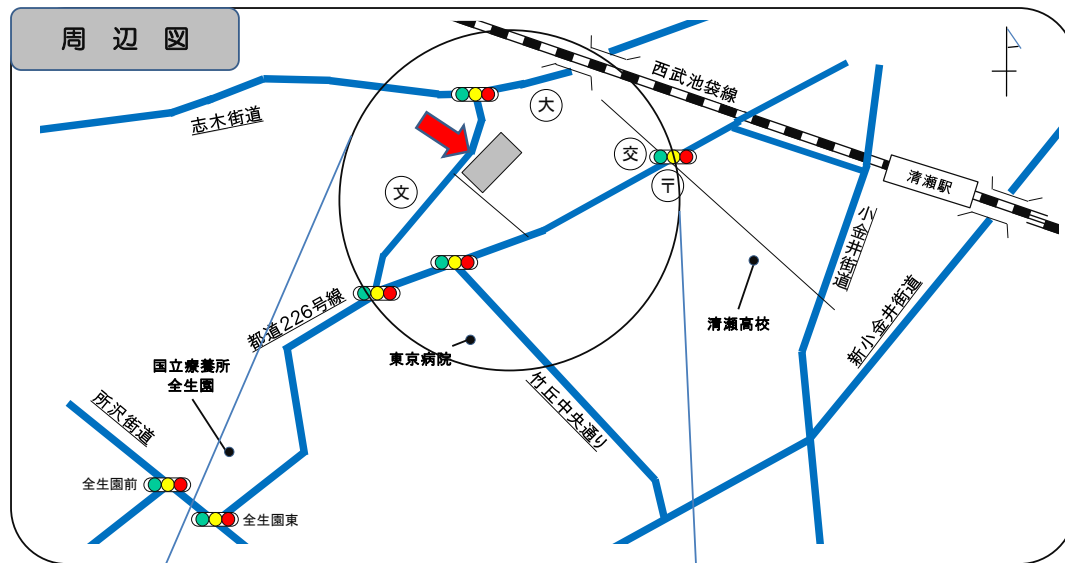 周辺図
西武池袋線
志木街道
大
交
〒
文
清瀬駅
小金井街道
新小金井街道
清瀬高校
都道226号線
東京病院
国立療養所
全生園
竹丘中央通り
所沢街道
全生園前
全生園東